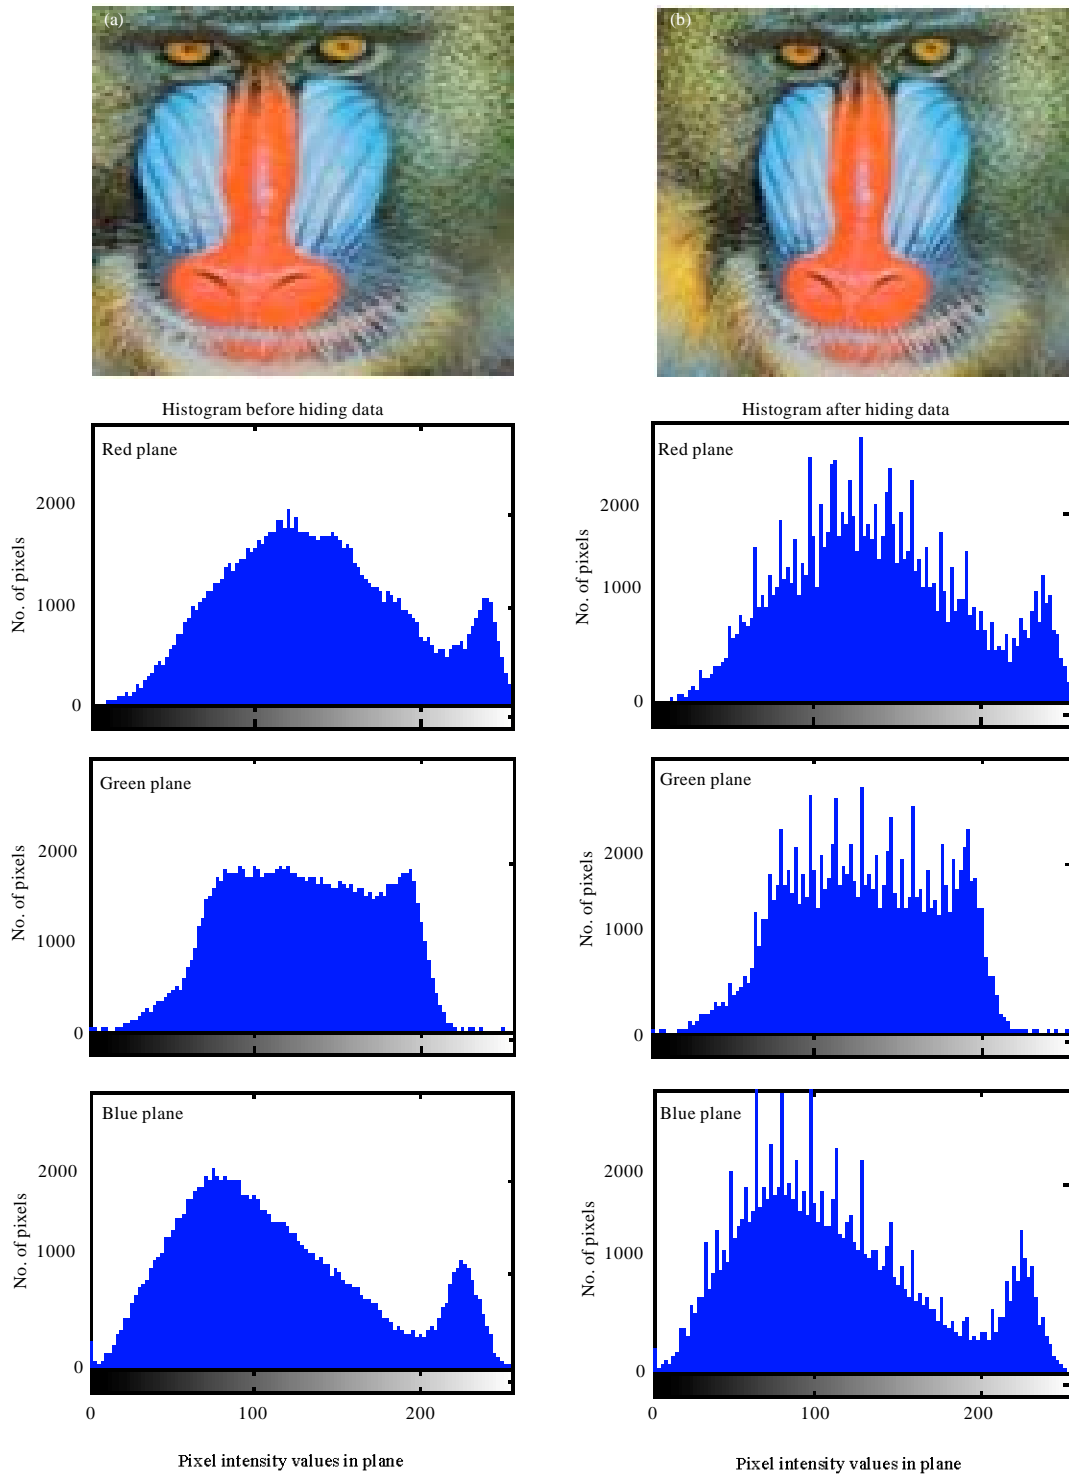 (a)
(b)
Histogram before hiding data
Histogram after hiding data
Red plane
2000
1000
0
No. of pixels
Red plane
2000
1000
0
No. of pixels
Green plane
2000
1000
0
No. of pixels
Green plane
2000
1000
0
No. of pixels
Blue plane
2000
1000
0
No. of pixels
Blue plane
2000
1000
0
No. of pixels
0 100 200
0 100 200
Pixel intensity values in plane
Pixel intensity values in plane